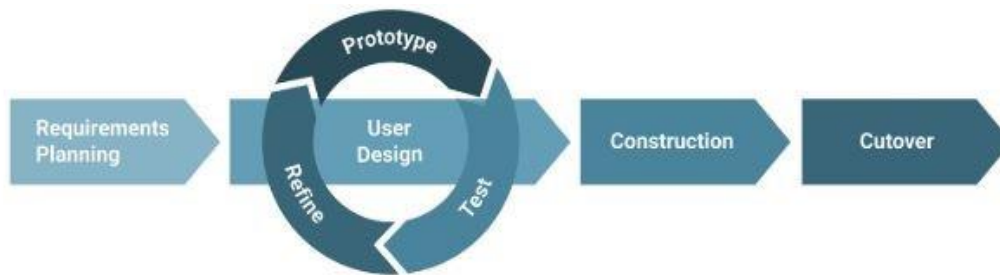 Prototype
Requirements
Planning
User
Design
Construction
Cutover
Refine
Test